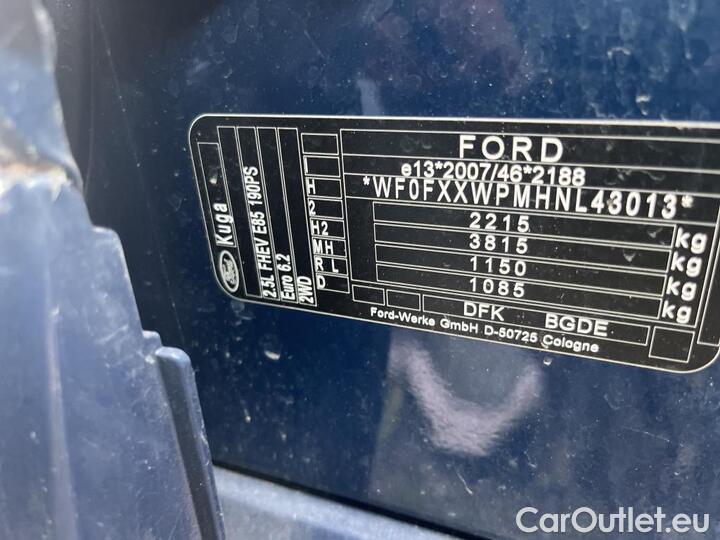 FORD
e13*2007/46*2188
*WF0FXXWPMHNL43013*
2215 kg
3815 kg
1150 kg
1085 kg
DFK BGDE
Ford-Werke GmbH D-50725 Cologne
I
H
2
H2
MH
R L
D
Ford
Kuga
2.5L FHEV E85 190PS
Euro 6.2
2WD
CarOutlet.eu